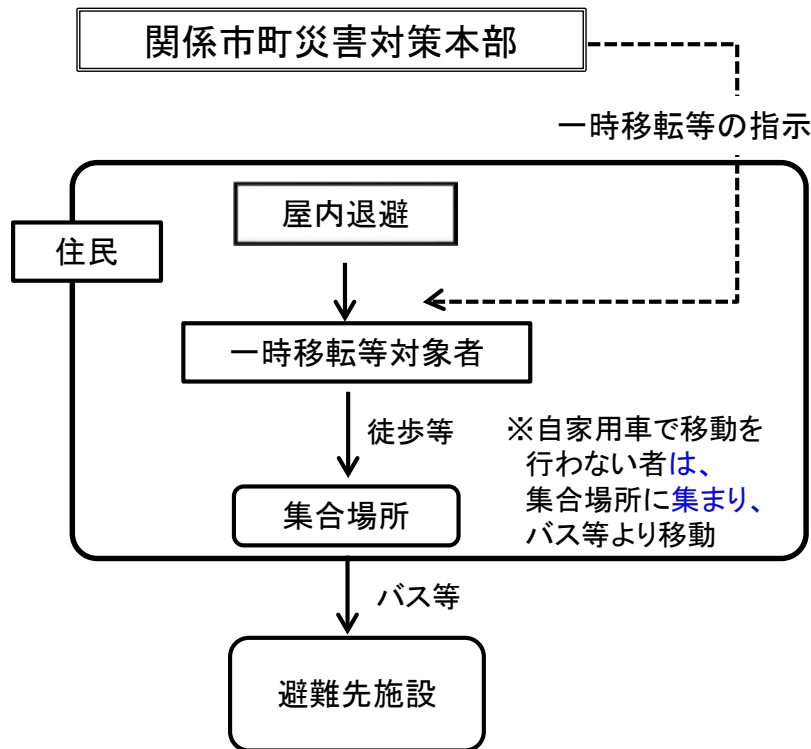 関係市町災害対策本部
一時移転等の指示
屋内退避
住民
一時移転等対象者
徒歩等
※自家用車で移動を
行わない者は、
集合場所に集まり、
バス等より移動
集合場所
バス等
避難先施設